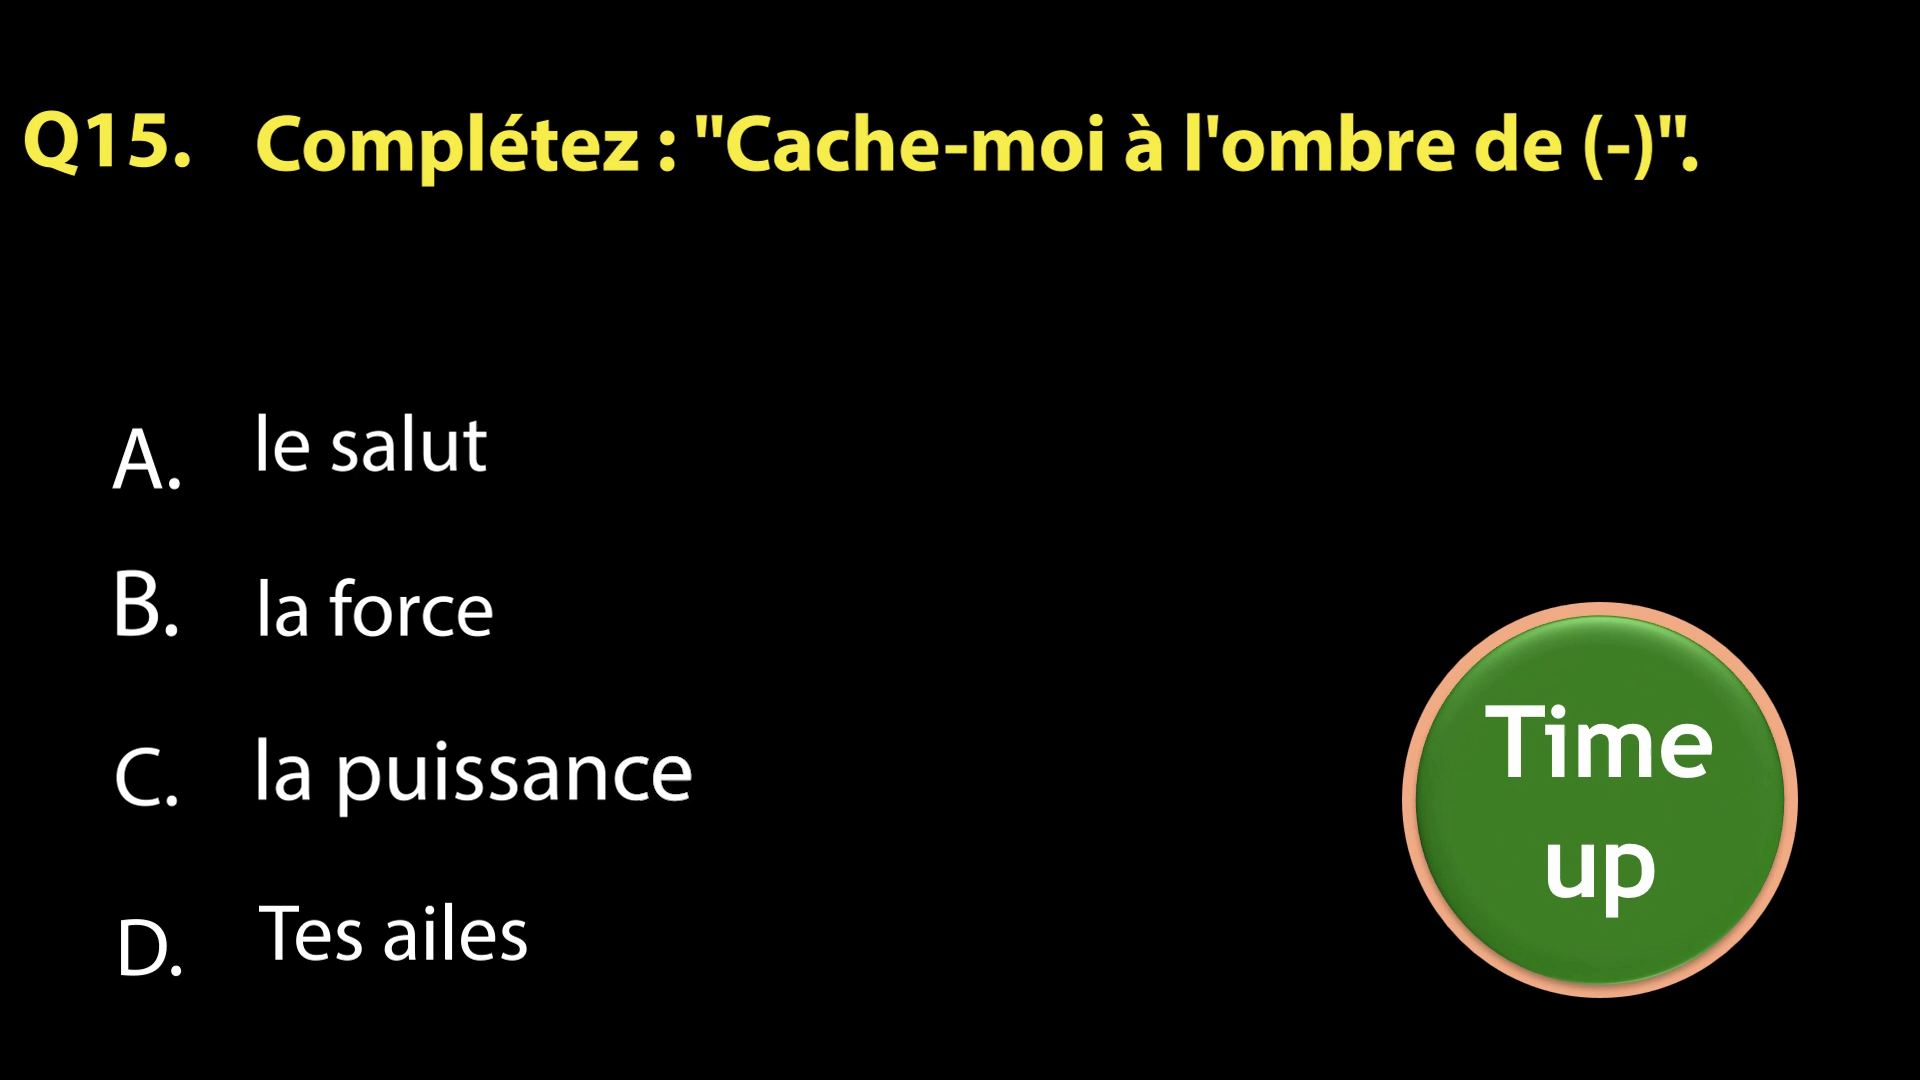 Q15. Complétez : "Cache-moi à l'ombre de (-)".
A. le salut
B. la force
C. la puissance
D. Tes ailes
Time
up